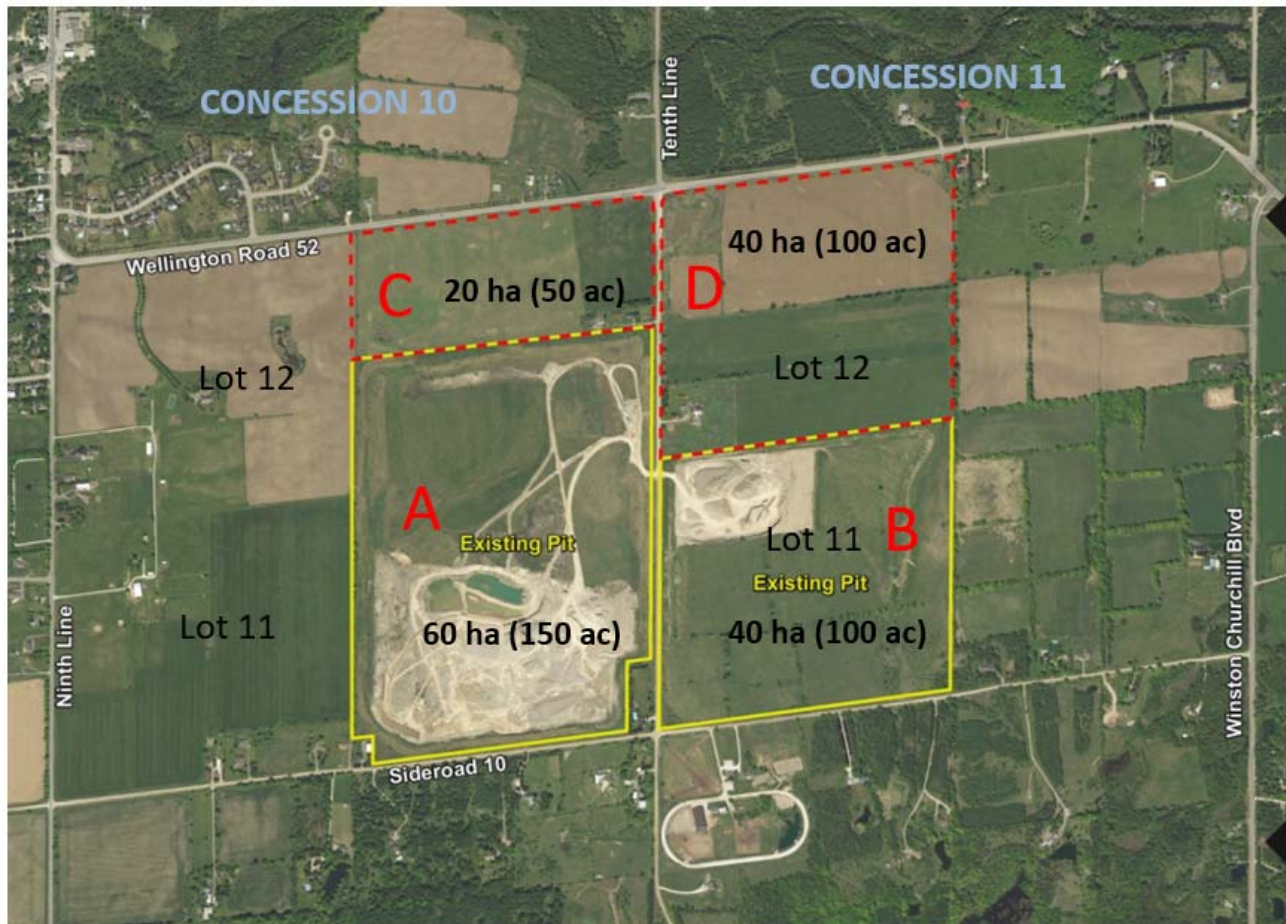 CONCESSION 10
Tenth Line
CONCESSION 11
Wellington Road 52
C
20 ha (50 ac)
D
40 ha (100 ac)
Lot 12
Lot 12
A
Existing Pit
Lot 11
B
Existing Pit
Lot 11
60 ha (150 ac)
40 ha (100 ac)
Ninth Line
Winston Churchill Blvd
Sideroad 10